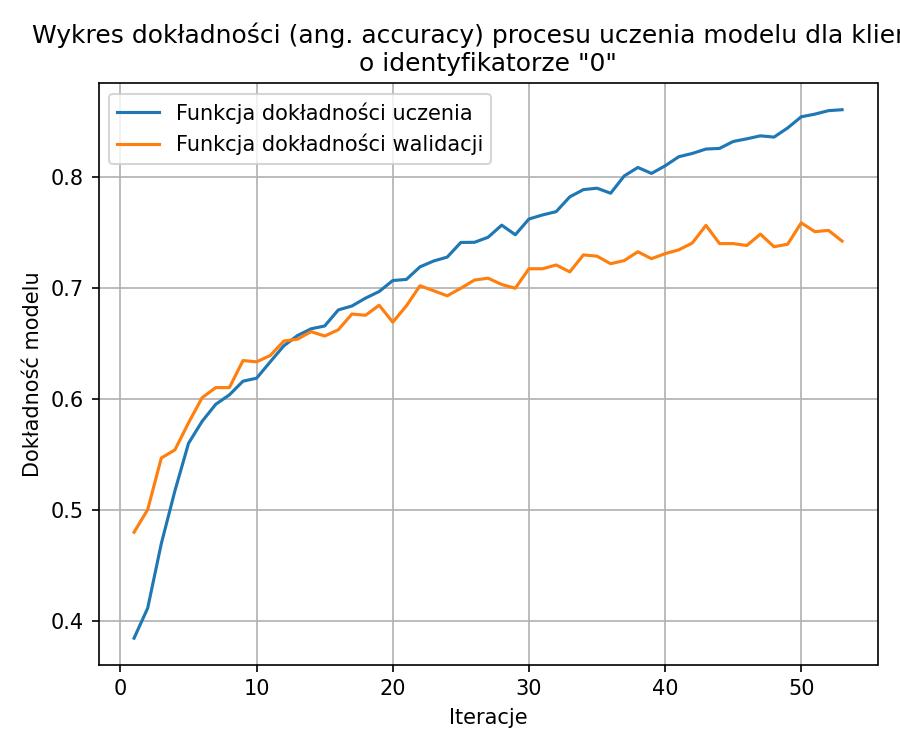 Wykres dokładności (ang. accuracy) procesu uczenia modelu dla
o identyfikatorze "0"
Funkcja dokładności uczenia
Funkcja dokładności walidacji
0.8
0.7
0.6
0.5
0.4
Dokładność modelu
0 10 20 30 40 50
Iteracje